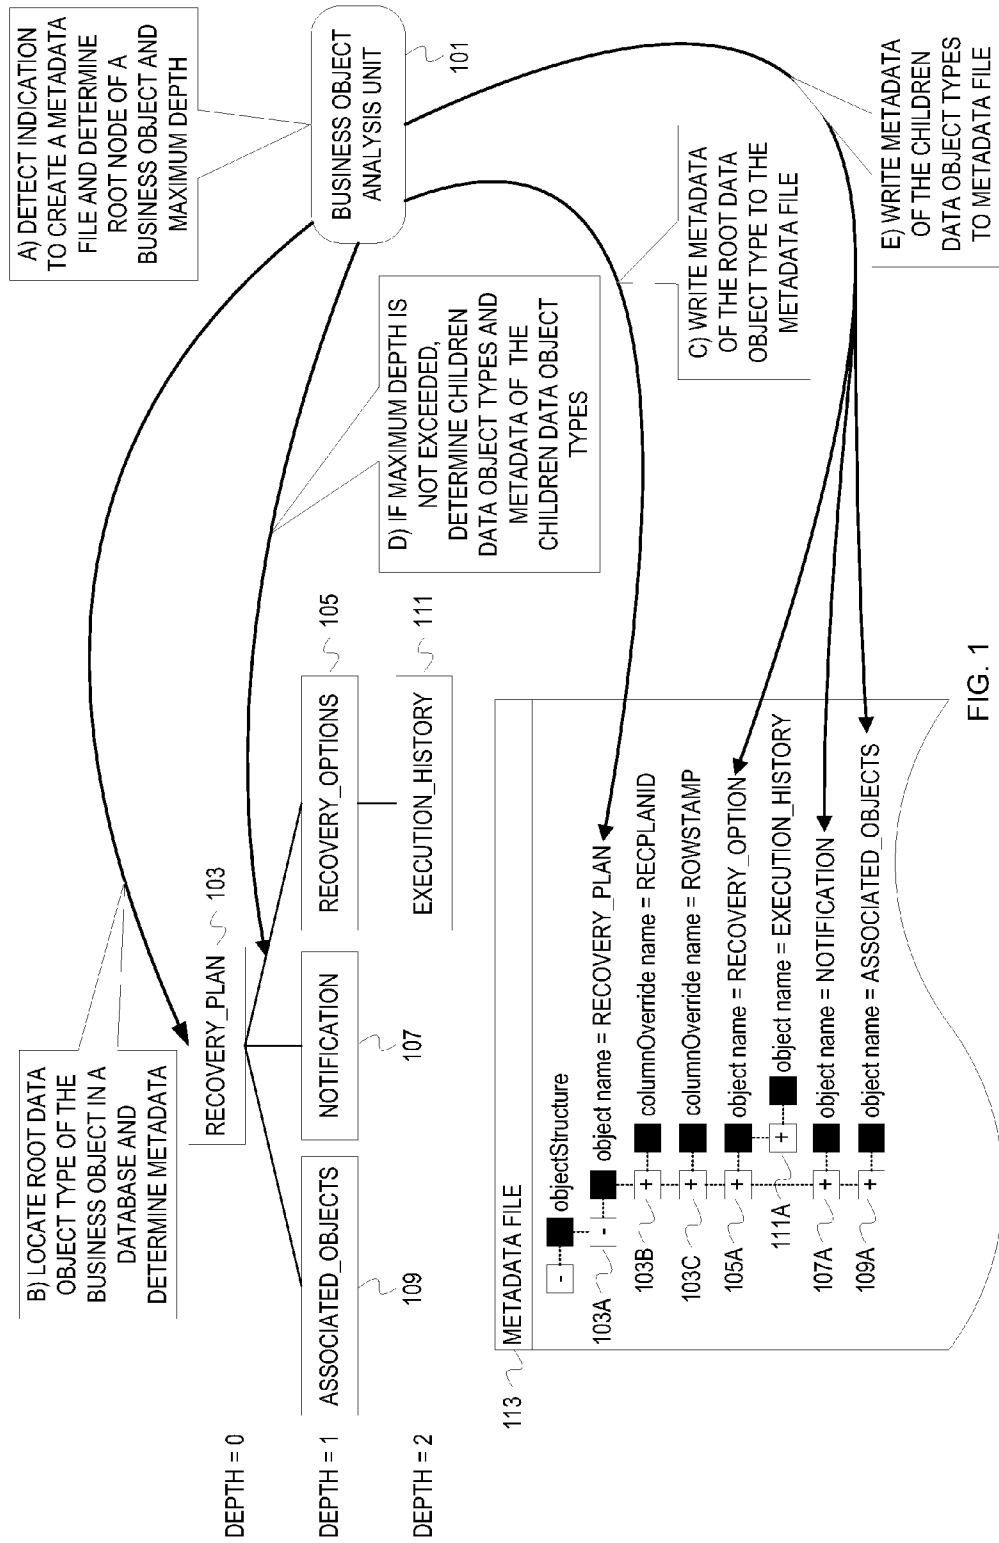 A) DETECT INDICATION
TO CREATE A METADATA
FILE AND DETERMINE
ROOT NODE OF A
BUSINESS OBJECT AND
MAXIMUM DEPTH
BUSINESS OBJECT
ANALYSIS UNIT
101
B) LOCATE ROOT DATA
OBJECT TYPE OF THE
BUSINESS OBJECT IN A
DATABASE AND
DETERMINE METADATA
D) IF MAXIMUM DEPTH IS
NOT EXCEEDED,
DETERMINE CHILDREN
DATA OBJECT TYPES AND
METADATA OF THE
CHILDREN DATA OBJECT
TYPES
C) WRITE METADATA
OF THE ROOT DATA
OBJECT TYPE TO THE
METADATA FILE
E) WRITE METADATA
OF THE CHILDREN
DATA OBJECT TYPES
TO METADATA FILE
DEPTH = 0
RECOVERY_PLAN
103
DEPTH = 1
ASSOCIATED_OBJECTS
109
NOTIFICATION
107
RECOVERY_OPTIONS
105
DEPTH = 2
EXECUTION_HISTORY
111
113
METADATA FILE
- objectStructure
103A - object name = RECOVERY_PLAN
103B + columnOverride name = RECPLANID
103C + columnOverride name = ROWSTAMP
105A + object name = RECOVERY_OPTION
111A + object name = EXECUTION_HISTORY
107A + object name = NOTIFICATION
109A + object name = ASSOCIATED_OBJECTS
FIG. 1